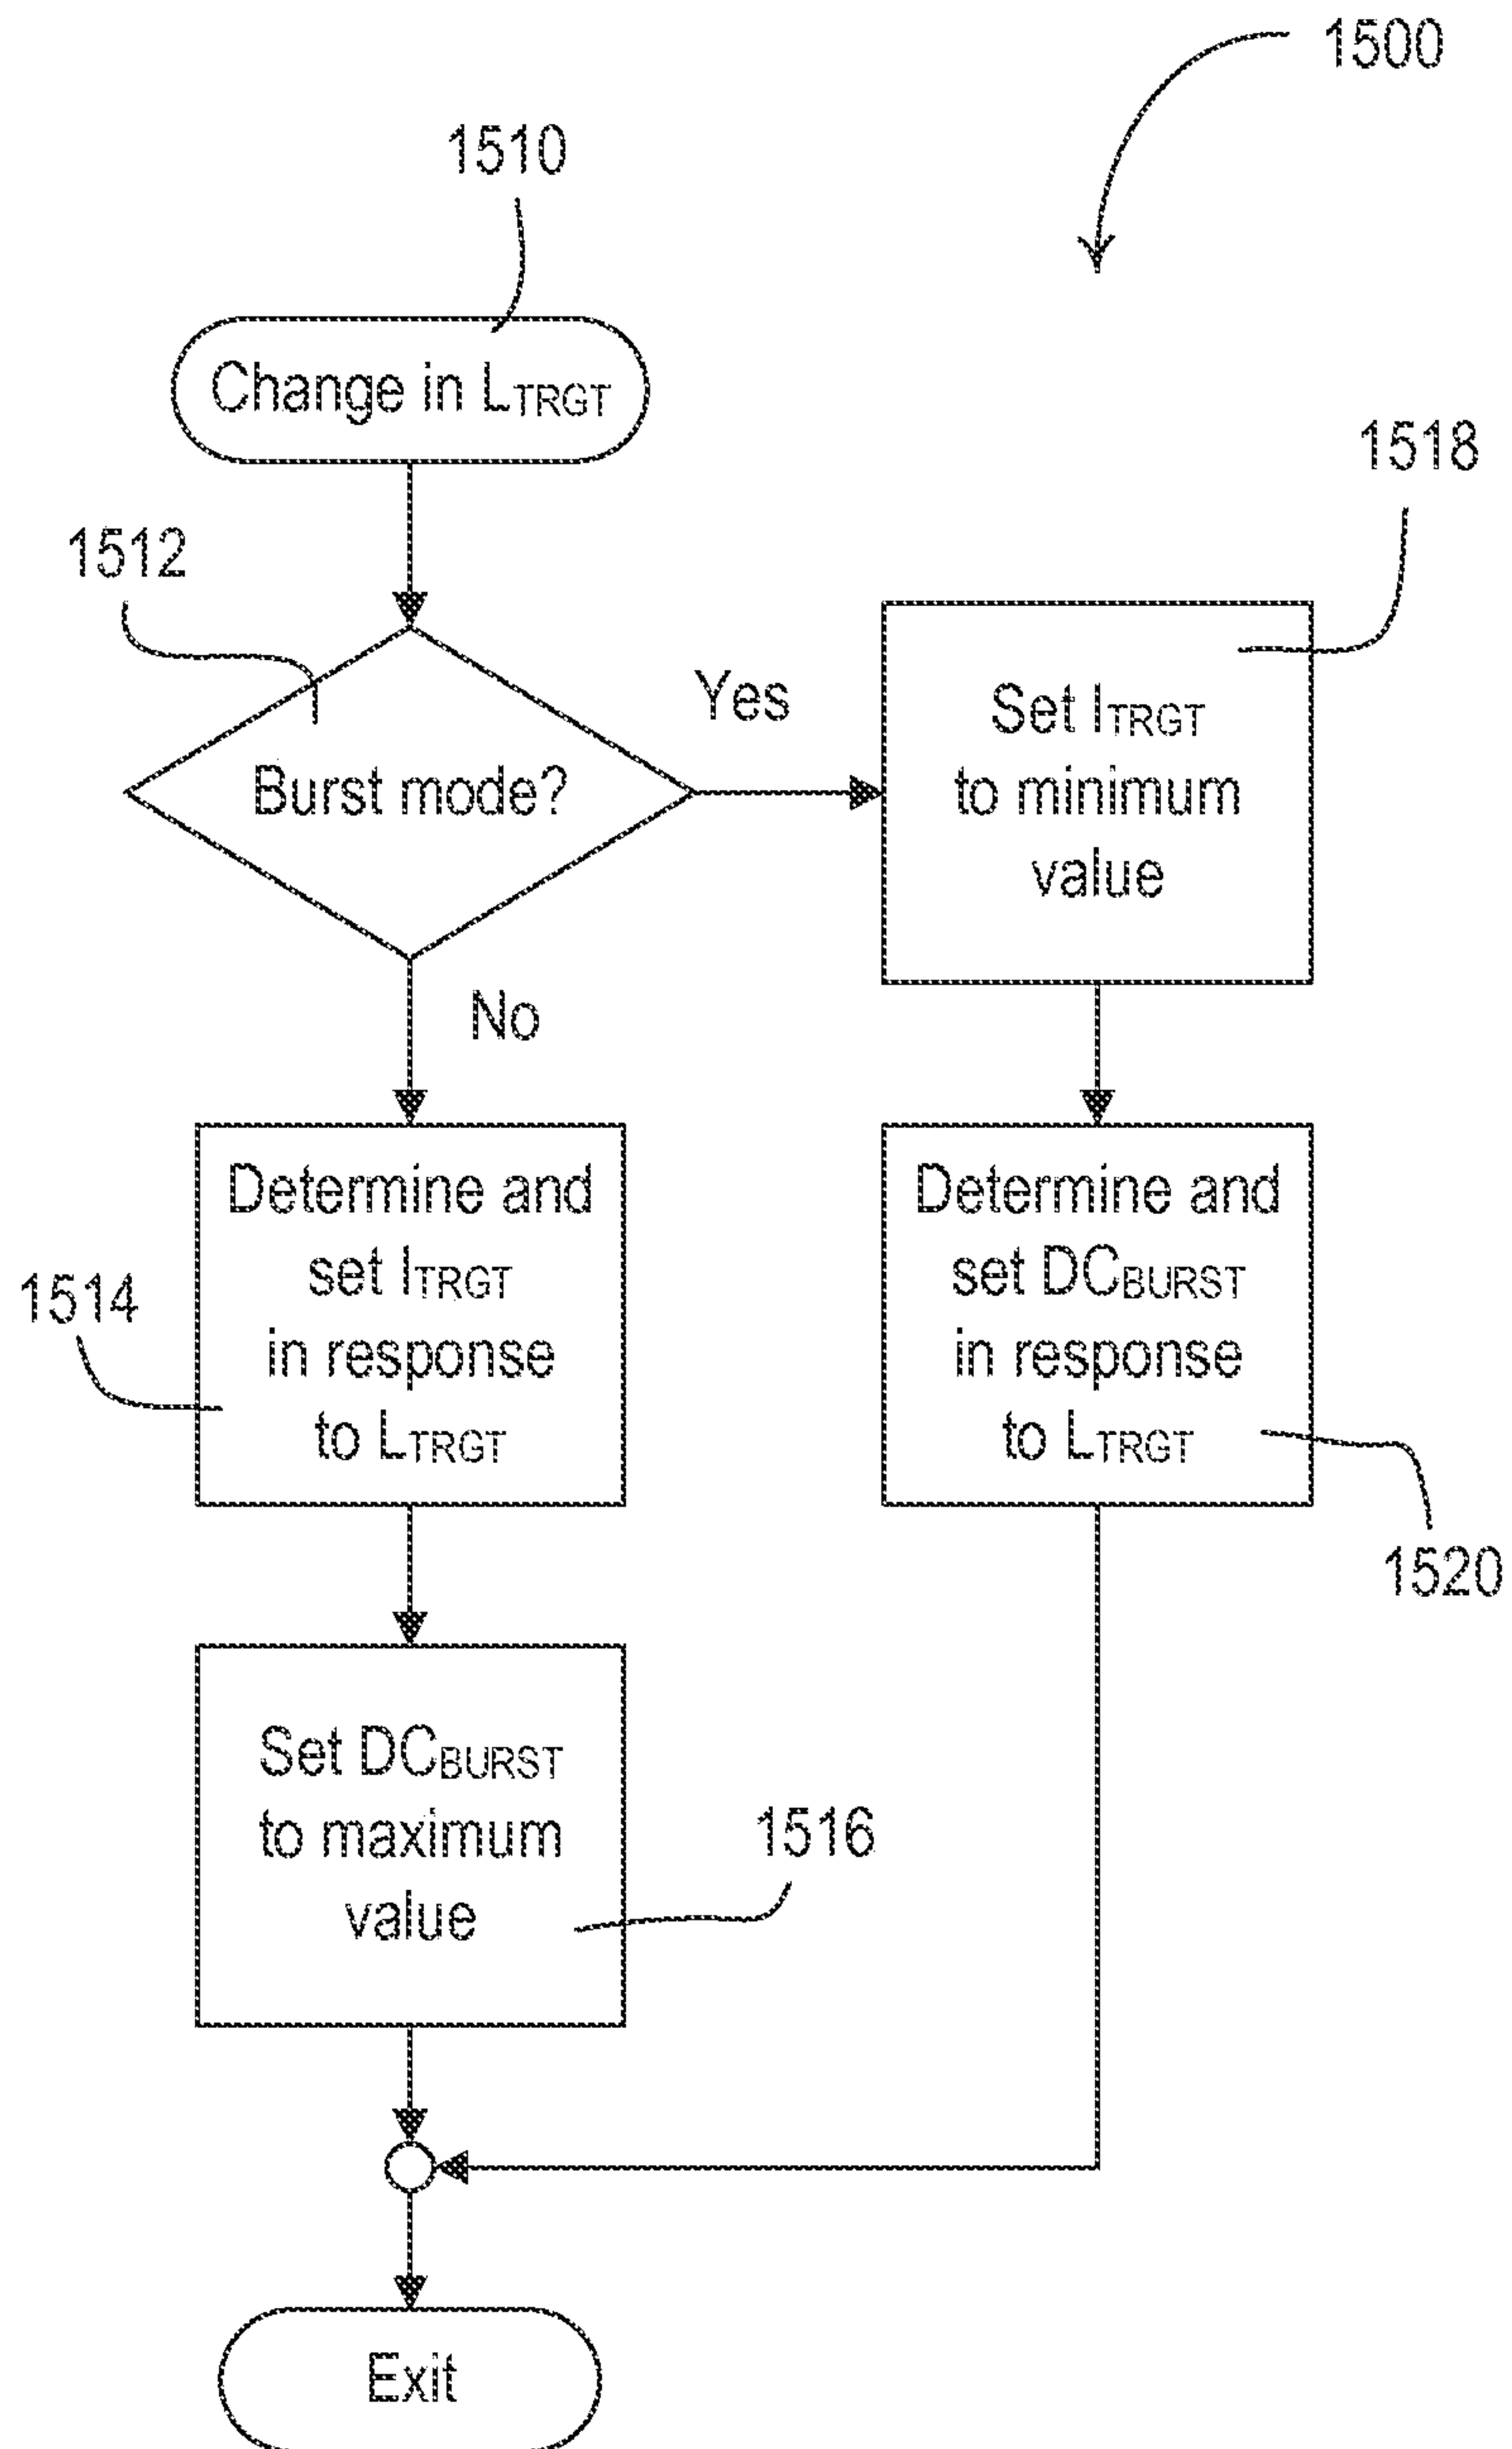 1500
1510
Change in LTRGT
1518
1512
Yes
Burst mode?
Set ITRGT
to minimum
value
No
Determine and
set ITRGT
in response
to LTRGT
1514
Determine and
set DCBURST
in response
to LTRGT
1520
Set DCBURST
to maximum
value
1516
Exit